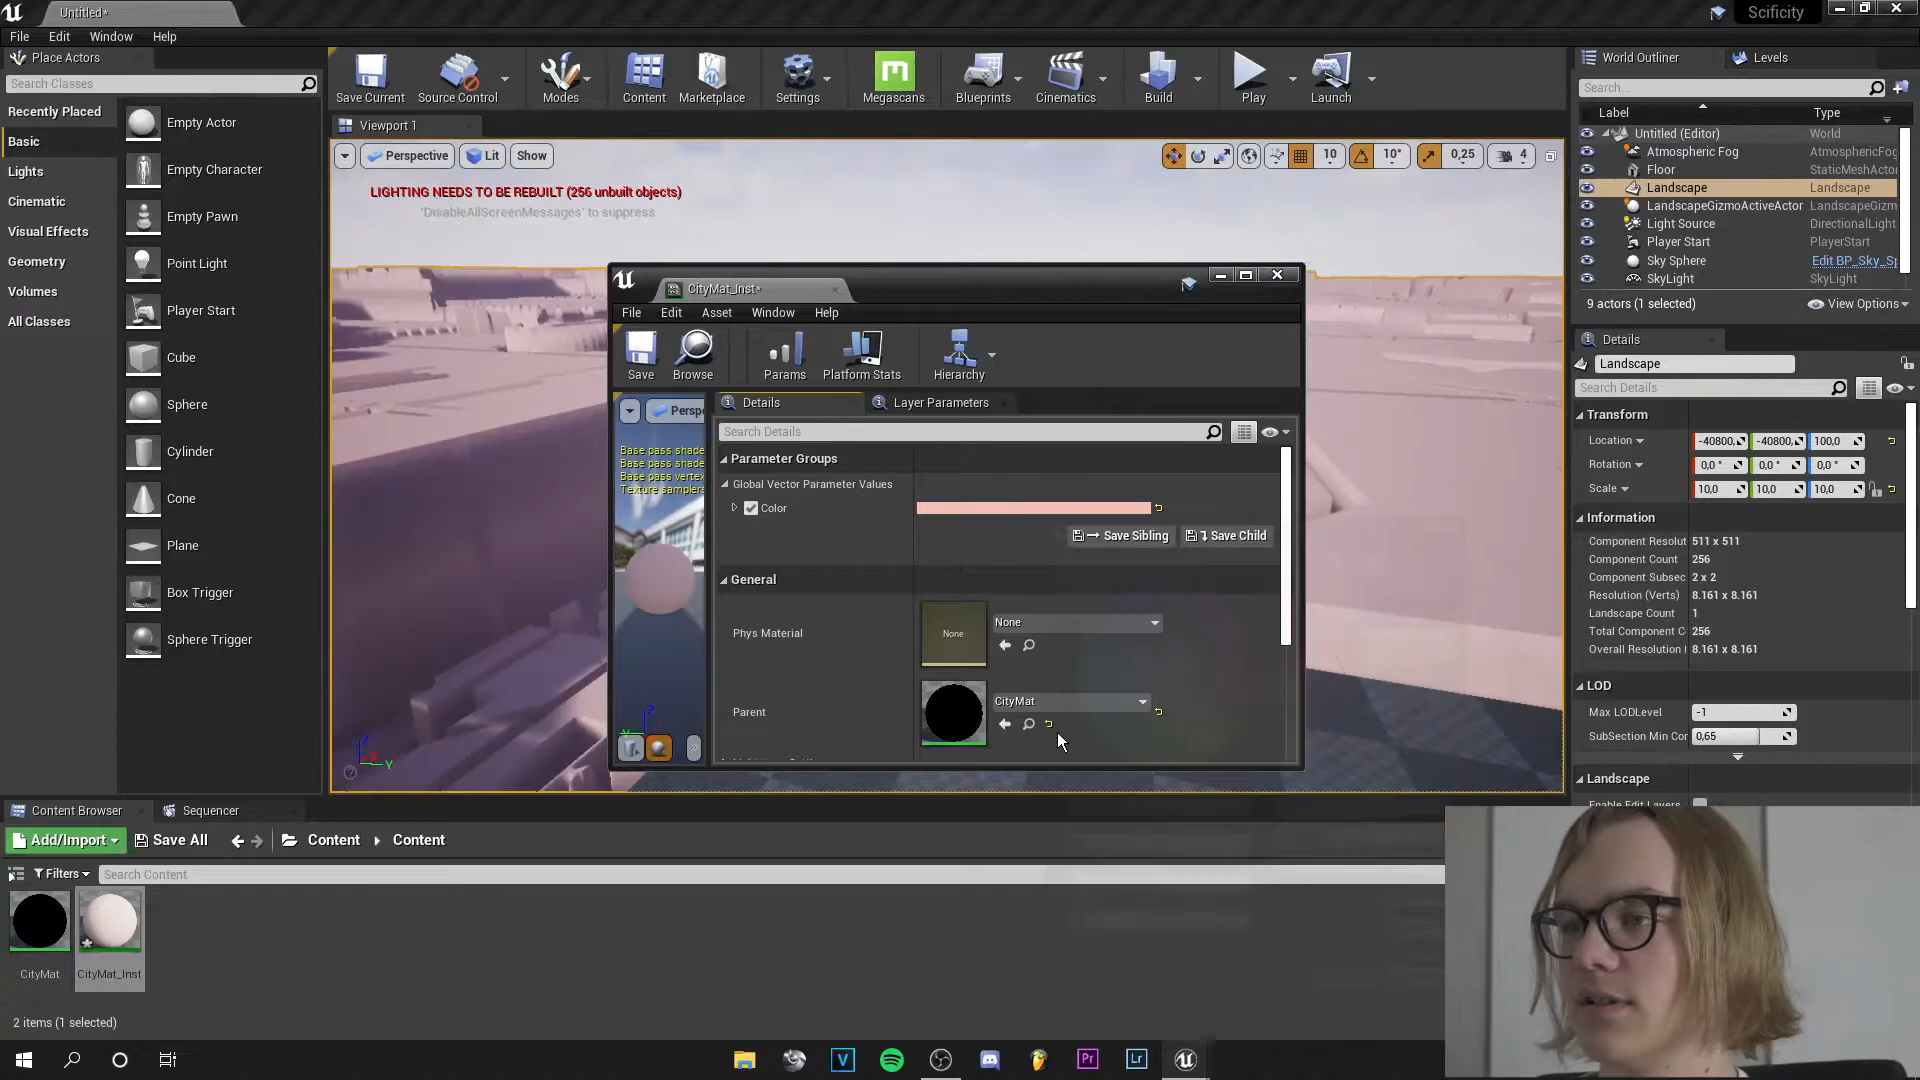 Untitled*
Scificity
File Edit Window Help
Place Actors
Search Classes
Recently Placed
Basic
Lights
Cinematic
Visual Effects
Geometry
Volumes
All Classes
Empty Actor
Empty Character
Empty Pawn
Point Light
Player Start
Cube
Sphere
Cylinder
Cone
Plane
Box Trigger
Sphere Trigger
Save Current Source Control Modes Content Marketplace Settings Megascans Blueprints Cinematics Build Play Launch
Viewport 1
Perspective Lit Show
10 10° 0,25 4
LIGHTING NEEDS TO BE REBUILT (256 unbuilt objects)
'DisableAllScreenMessages' to suppress
CityMat_Inst*
File Edit Asset Window Help
Save Browse Params Platform Stats Hierarchy
Perspe
Base pass shade
Base pass shade
Base pass vertex
Texture samplers
Details Layer Parameters
Search Details
Parameter Groups
Global Vector Parameter Values
Color
Save Sibling Save Child
General
Phys Material None None
Parent CityMat
World Outliner Levels
Search...
Label Type
Untitled (Editor) World
Atmospheric Fog AtmosphericFog
Floor StaticMeshActo
Landscape Landscape
LandscapeGizmoActiveActor LandscapeGizm
Light Source DirectionalLight
Player Start PlayerStart
Sky Sphere Edit BP_Sky_Sp
SkyLight SkyLight
9 actors (1 selected) View Options
Details
Landscape
Search Details
Transform
Location -40800, -40800, 100,0
Rotation 0,0 ° 0,0 ° 0,0 °
Scale 10,0 10,0 10,0
Information
Component Resolut 511 x 511
Component Count 256
Component Subsec 2 x 2
Resolution (Verts) 8.161 x 8.161
Landscape Count 1
Total Component C 256
Overall Resolution ( 8.161 x 8.161
LOD
Max LODLevel -1
SubSection Min Cor 0,65
Landscape
Enable Edit Layers
Content Browser Sequencer
Add/Import Save All Content Content
Filters Search Content
CityMat CityMat_Inst
2 items (1 selected)
V Pr Lr